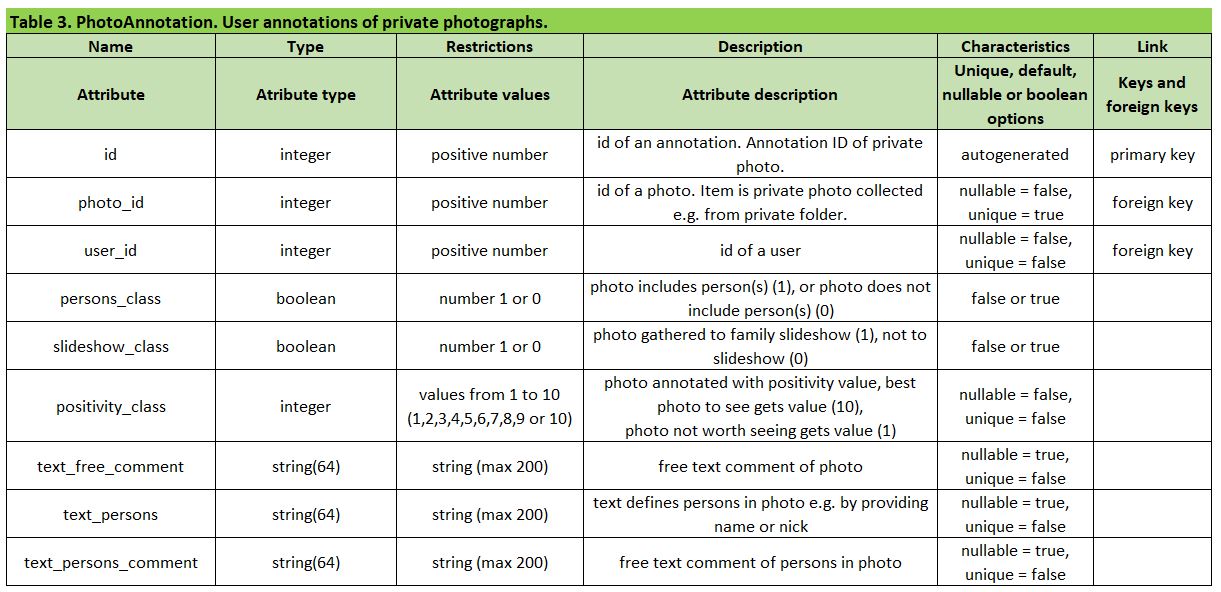 Table 3. PhotoAnnotation. User annotations of private photographs.
Name Type Restrictions Description Characteristics Link
Attribute Atribute type Attribute values Attribute description Unique, default, nullable or boolean options Keys and foreign keys
id integer positive number id of an annotation. Annotation ID of private photo. autogenerated primary key
photo_id integer positive number id of a photo. Item is private photo collected e.g. from private folder. nullable = false, unique = true foreign key
user_id integer positive number id of a user nullable = false, unique = false foreign key
persons_class boolean number 1 or 0 photo includes person(s) (1), or photo does not include person(s) (0) false or true
slideshow_class boolean number 1 or 0 photo gathered to family slideshow (1), not to slideshow (0) false or true
positivity_class integer values from 1 to 10 (1,2,3,4,5,6,7,8,9 or 10) photo annotated with positivity value, best photo to see gets value (10), photo not worth seeing gets value (1) nullable = false, unique = false
text_free_comment string(64) string (max 200) free text comment of photo nullable = true, unique = false
text_persons string(64) string (max 200) text defines persons in photo e.g. by providing name or nick nullable = true, unique = false
text_persons_comment string(64) string (max 200) free text comment of persons in photo nullable = true, unique = false